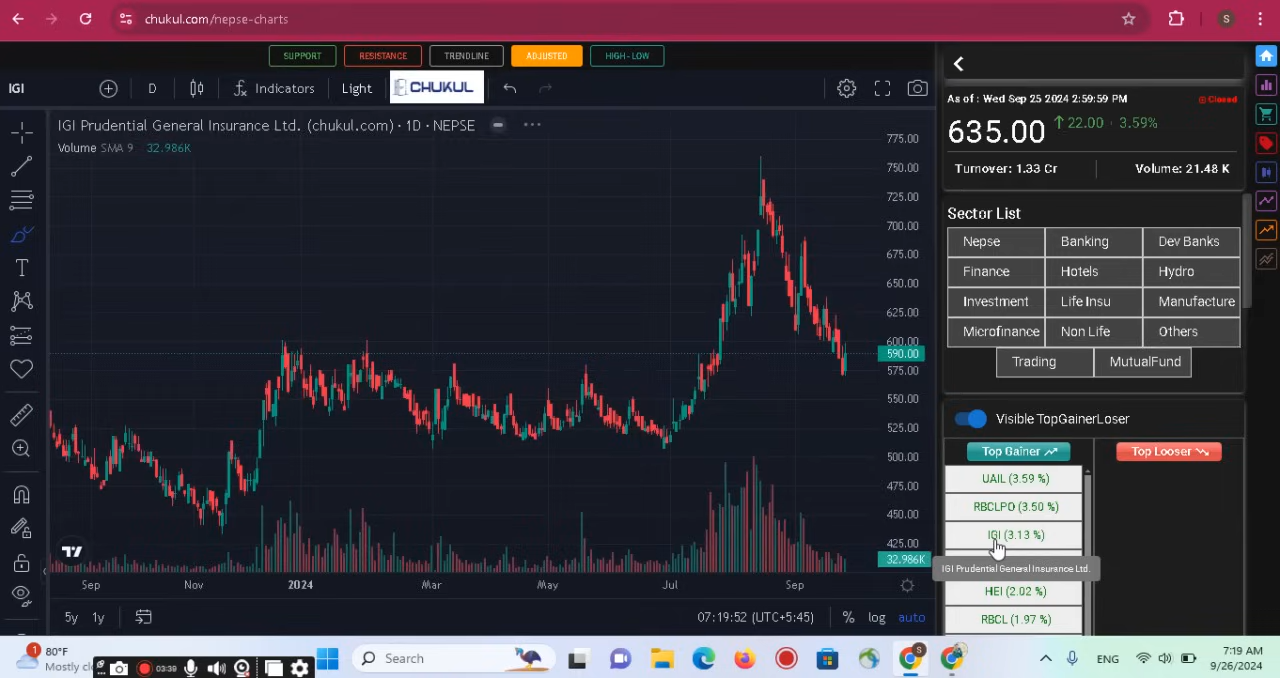 chukul.com/nepse-charts
S
SUPPORT RESISTANCE TRENDLINE ADJUSTED HIGH-LOW
IGI D Indicators Light CHUKUL
IGI Prudential General Insurance Ltd. (chukul.com) · 1D · NEPSE
Volume SMA 9 32.986K
775.00
750.00
725.00
700.00
675.00
650.00
625.00
600.00
590.00
575.00
550.00
525.00
500.00
475.00
450.00
425.00
32.986K
Sep Nov 2024 Mar May Jul Sep
5y 1y 07:19:52 (UTC+5:45) % log auto
As of : Wed Sep 25 2024 2:59:59 PM Closed
635.00 22.00 · 3.59%
Turnover: 1.33 Cr Volume: 21.48 K
Sector List
Nepse Banking Dev Banks
Finance Hotels Hydro
Investment Life Insu Manufacture
Microfinance Non Life Others
Trading MutualFund
Visible TopGainerLoser
Top Gainer Top Looser
UAIL (3.59 %)
RBCLPO (3.50 %)
IGI (3.13 %)
IGI Prudential General Insurance Ltd.
HEI (2.02 %)
RBCL (1.97 %)
1 80°F
Mostly cl
03:39
Search
S
ENG
7:19 AM
9/26/2024